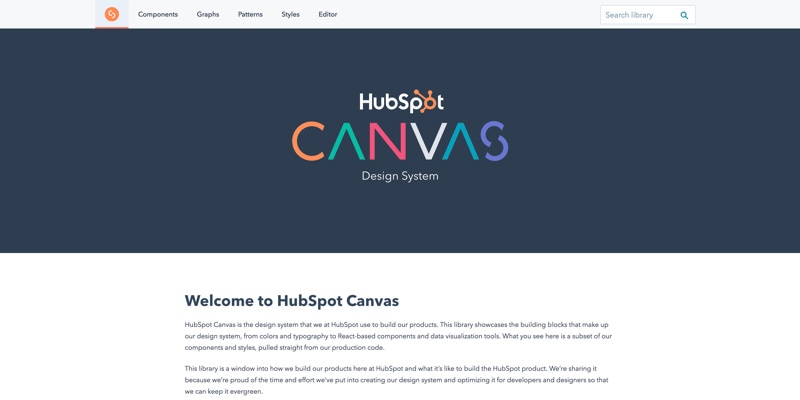 Components Graphs Patterns Styles Editor Search library
HubSpot
CANVAS
Design System
Welcome to HubSpot Canvas
HubSpot Canvas is the design system that we at HubSpot use to build our products. This library showcases the building blocks that make up
our design system, from colors and typography to React-based components and data visualization tools. What you see here is a subset of our
components and styles, pulled straight from our production code.
This library is a window into how we build our products here at HubSpot and what it's like to build the HubSpot product. We're sharing it
because we're proud of the time and effort we've put into creating our design system and optimizing it for developers and designers so that
we can keep it evergreen.